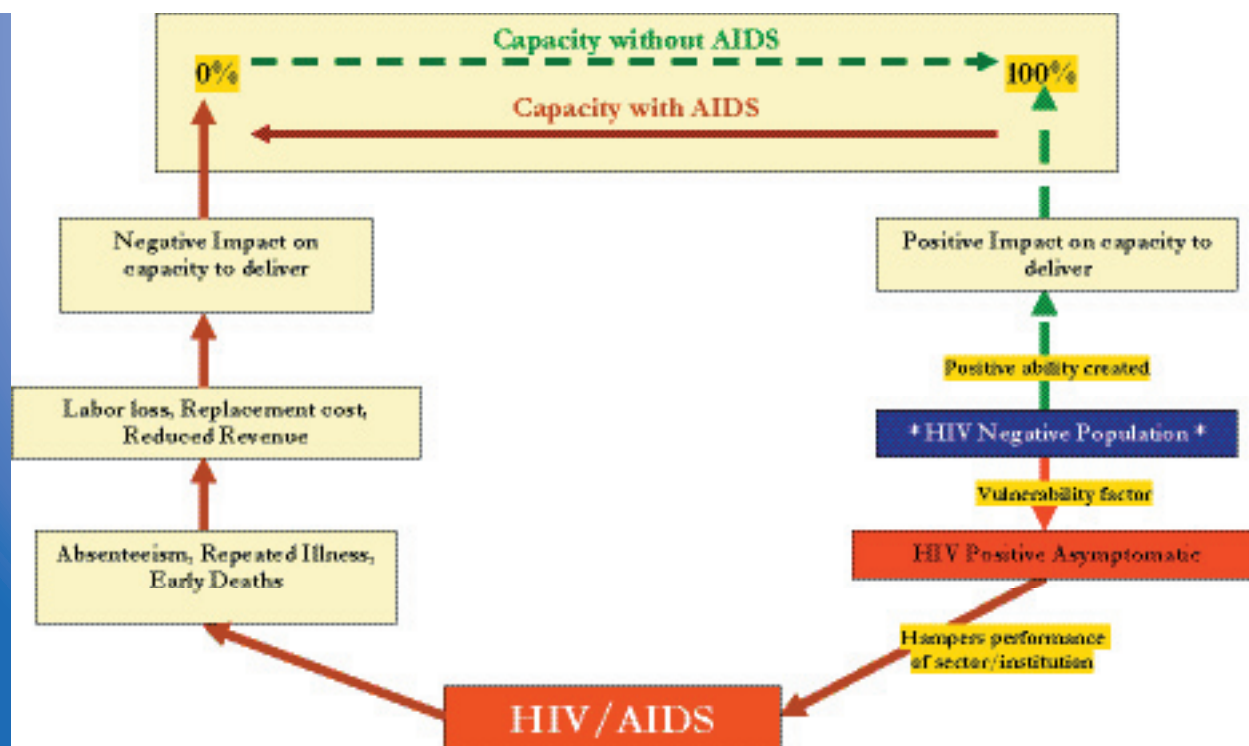 Capacity without AIDS
0%
100%
Capacity with AIDS
Negative Impact on
capacity to deliver
Positive Impact on capacity to
deliver
Positive ability created
Labor loss, Replacement cost,
Reduced Revenue
* HIV Negative Population *
Vulnerability factor
Absenteeism, Repeated Illness,
Early Deaths
HIV Positive Asymptomatic
Hampers performance
of sector/institution
HIV/AIDS